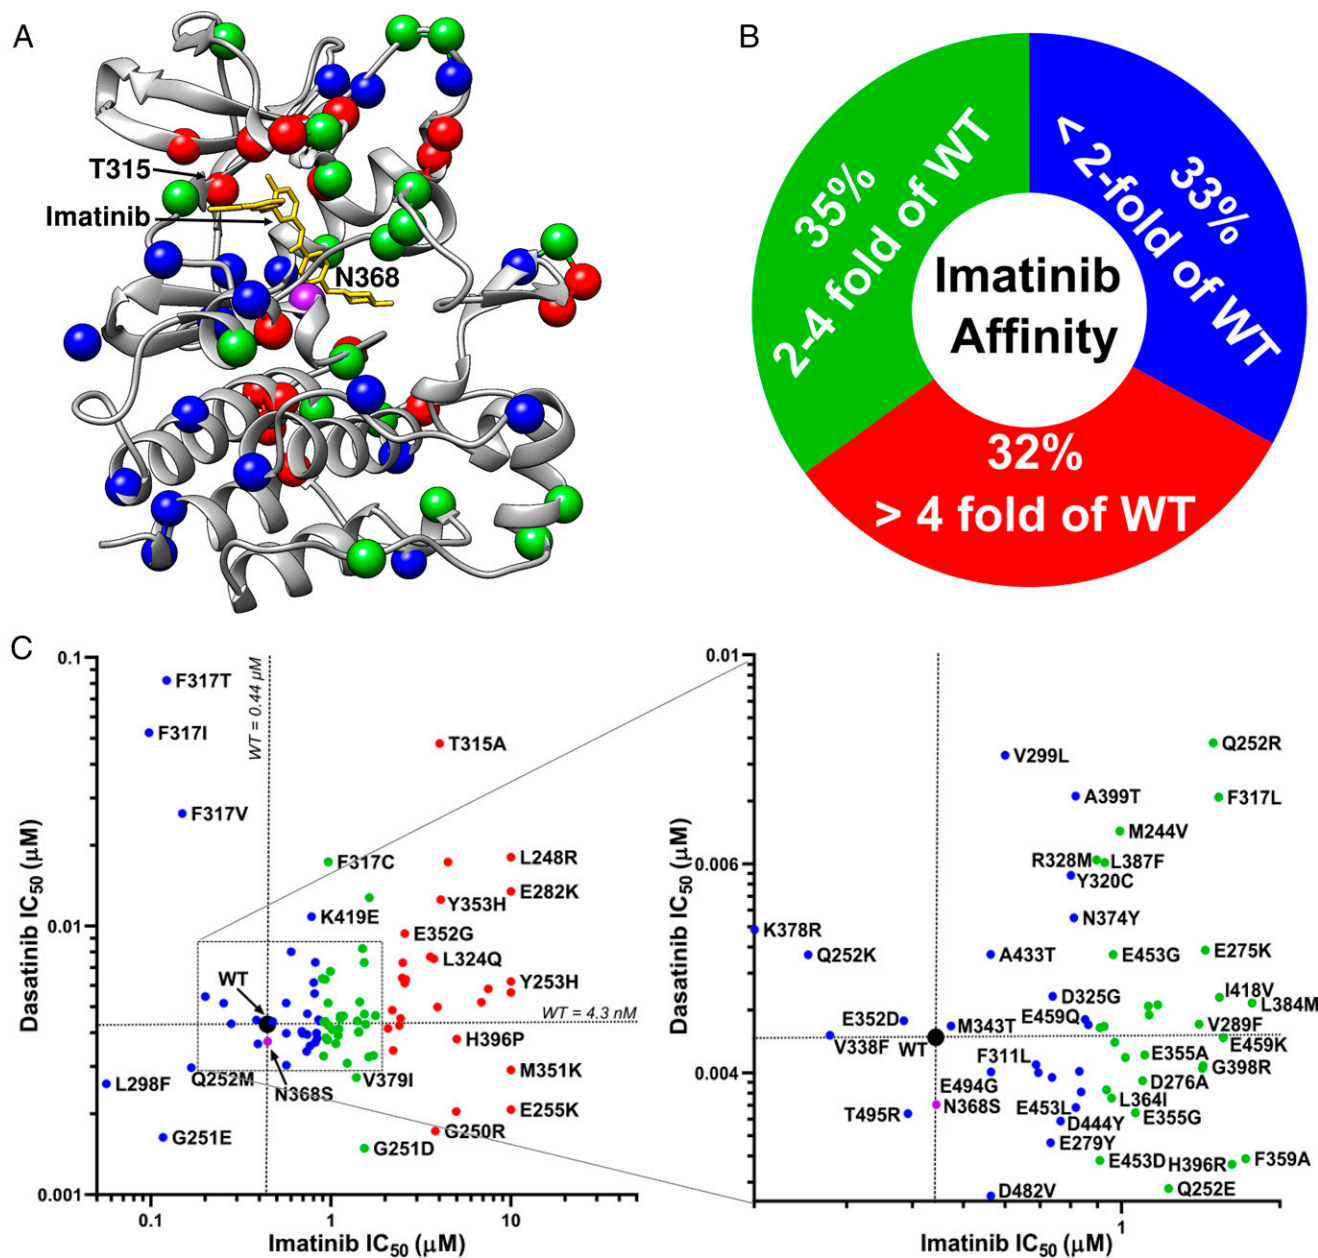 A
T315
Imatinib
N368
B
35%
2-4 fold of WT
33%
< 2-fold of WT
Imatinib
Affinity
32%
> 4 fold of WT
C
Dasatinib IC50 (μM)
0.1
0.01
0.001
0.1
1
10
Imatinib IC50 (μM)
WT = 0.44 μM
WT = 4.3 nM
F317T
F317I
F317V
T315A
F317C
L248R
E282K
Y353H
K419E
E352G
L324Q
Y253H
WT
H396P
L298F
Q252M
N368S
V379I
M351K
E255K
G251E
G250R
G251D
Dasatinib IC50 (μM)
0.01
0.006
0.004
1
Imatinib IC50 (μM)
Q252R
V299L
A399T
F317L
M244V
R328M
L387F
Y320C
N374Y
K378R
Q252K
A433T
E453G
E275K
D325G
I418V
L384M
E352D
M343T
E459Q
V289F
V338F
WT
E459K
F311L
E355A
G398R
E494G
D276A
N368S
L364I
T495R
E453L
E355G
D444Y
E279Y
E453D
H396R
F359A
Q252E
D482V